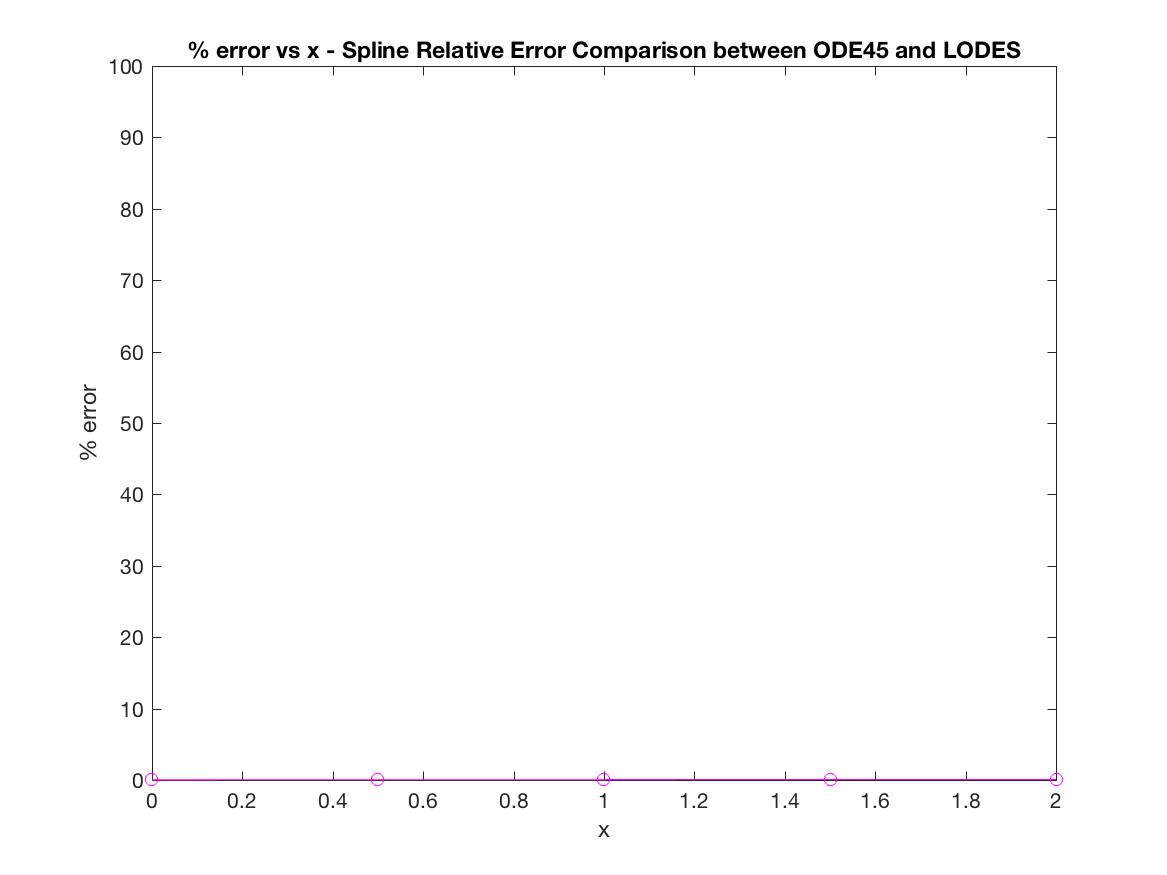 % error vs x - Spline Relative Error Comparison between ODE45 and LODES
100
90
80
70
60
50
40
30
20
10
0
% error
0 0.2 0.4 0.6 0.8 1 1.2 1.4 1.6 1.8 2
x